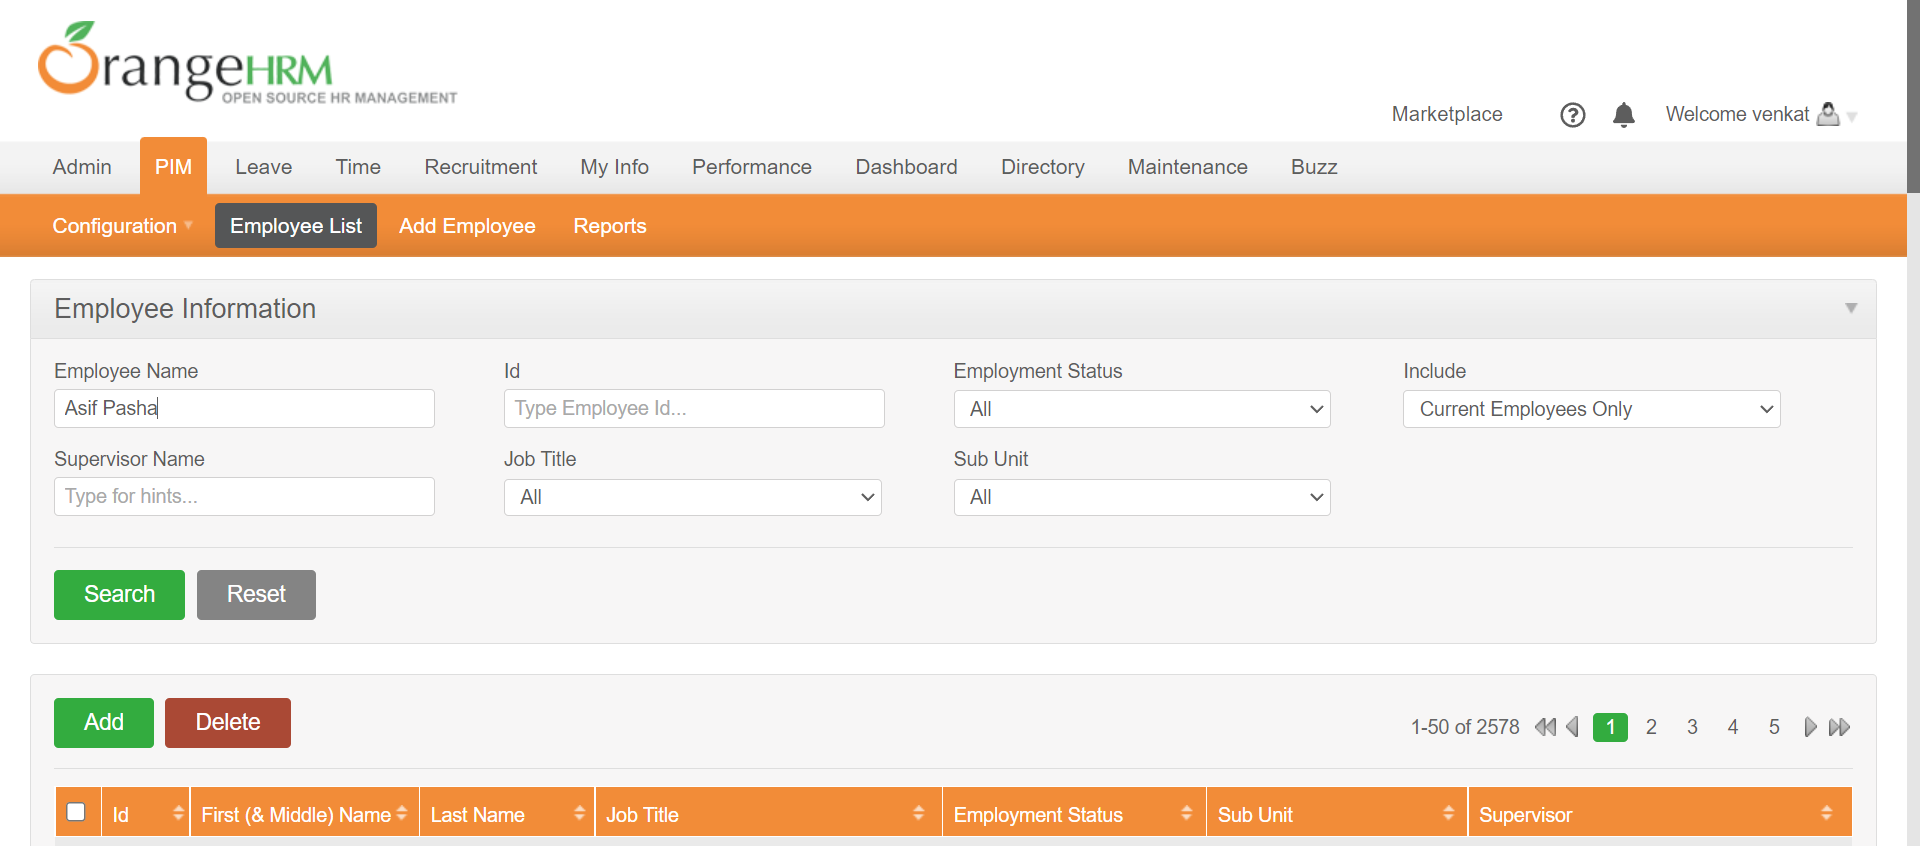 OrangeHRM
OPEN SOURCE HR MANAGEMENT
Marketplace ? Welcome venkat
Admin PIM Leave Time Recruitment My Info Performance Dashboard Directory Maintenance Buzz
Configuration Employee List Add Employee Reports
Employee Information
Employee Name Id Employment Status Include
Asif Pasha Type Employee Id... All Current Employees Only
Supervisor Name Job Title Sub Unit
Type for hints... All All
Search Reset
Add Delete 1-50 of 2578 1 2 3 4 5
Id First (& Middle) Name Last Name Job Title Employment Status Sub Unit Supervisor